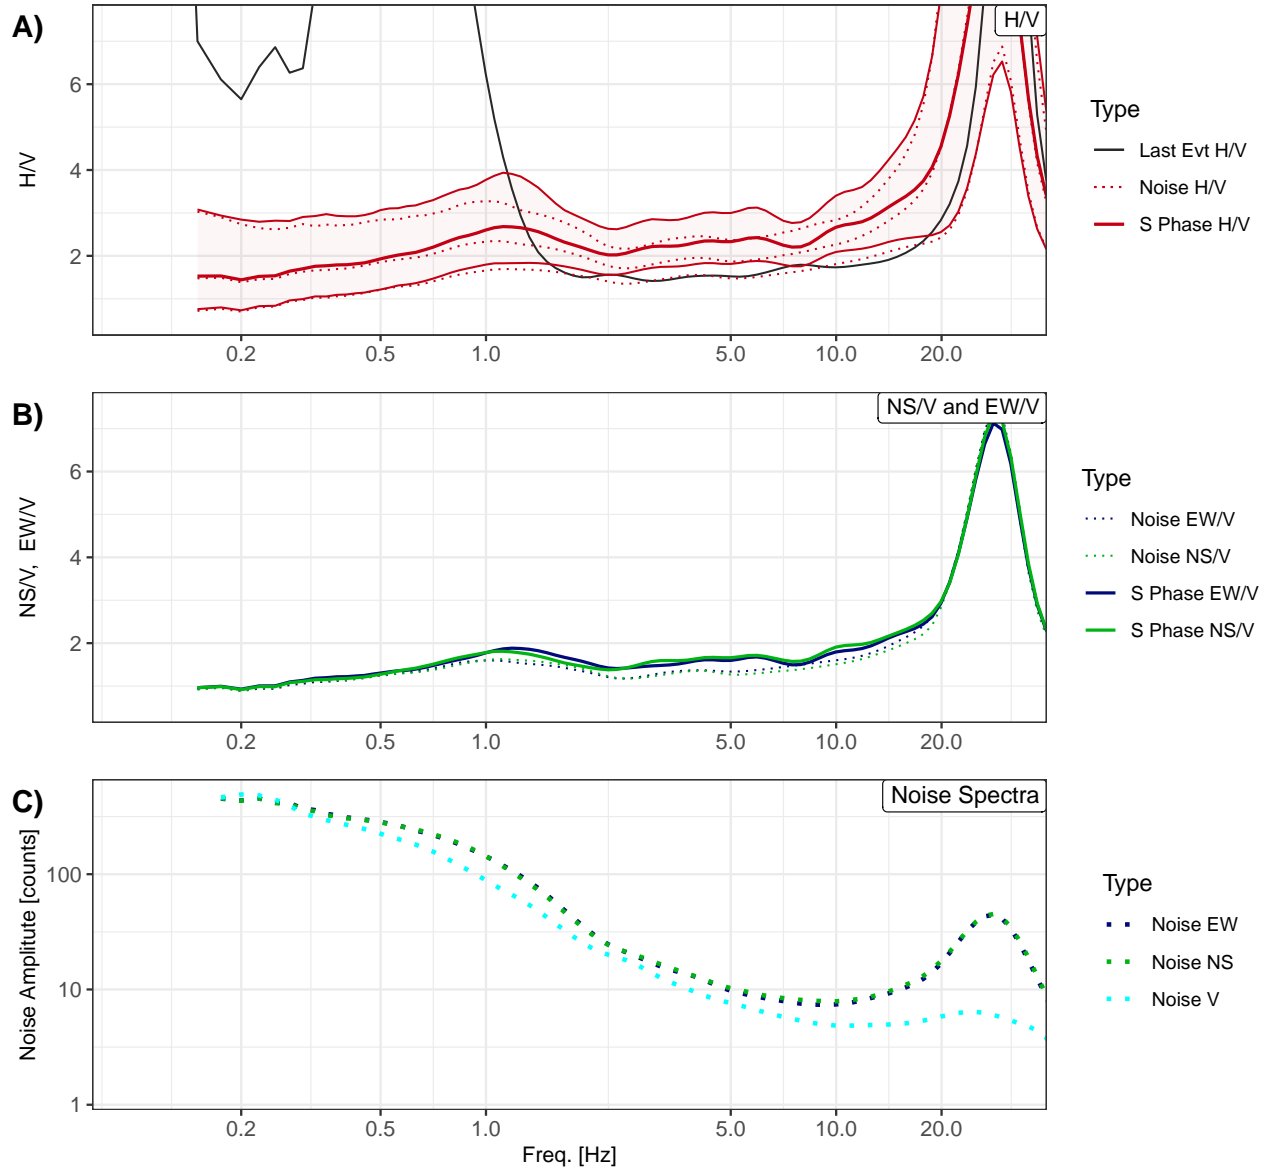 A)
H/V
6
4
2
H/V
0.2 0.5 1.0 5.0 10.0 20.0
Type
Last Evt H/V
Noise H/V
S Phase H/V
B)
NS/V and EW/V
6
4
2
NS/V, EW/V
0.2 0.5 1.0 5.0 10.0 20.0
Type
Noise EW/V
Noise NS/V
S Phase EW/V
S Phase NS/V
C)
Noise Spectra
100
10
1
Noise Amplitute [counts]
0.2 0.5 1.0 5.0 10.0 20.0
Freq. [Hz]
Type
Noise EW
Noise NS
Noise V